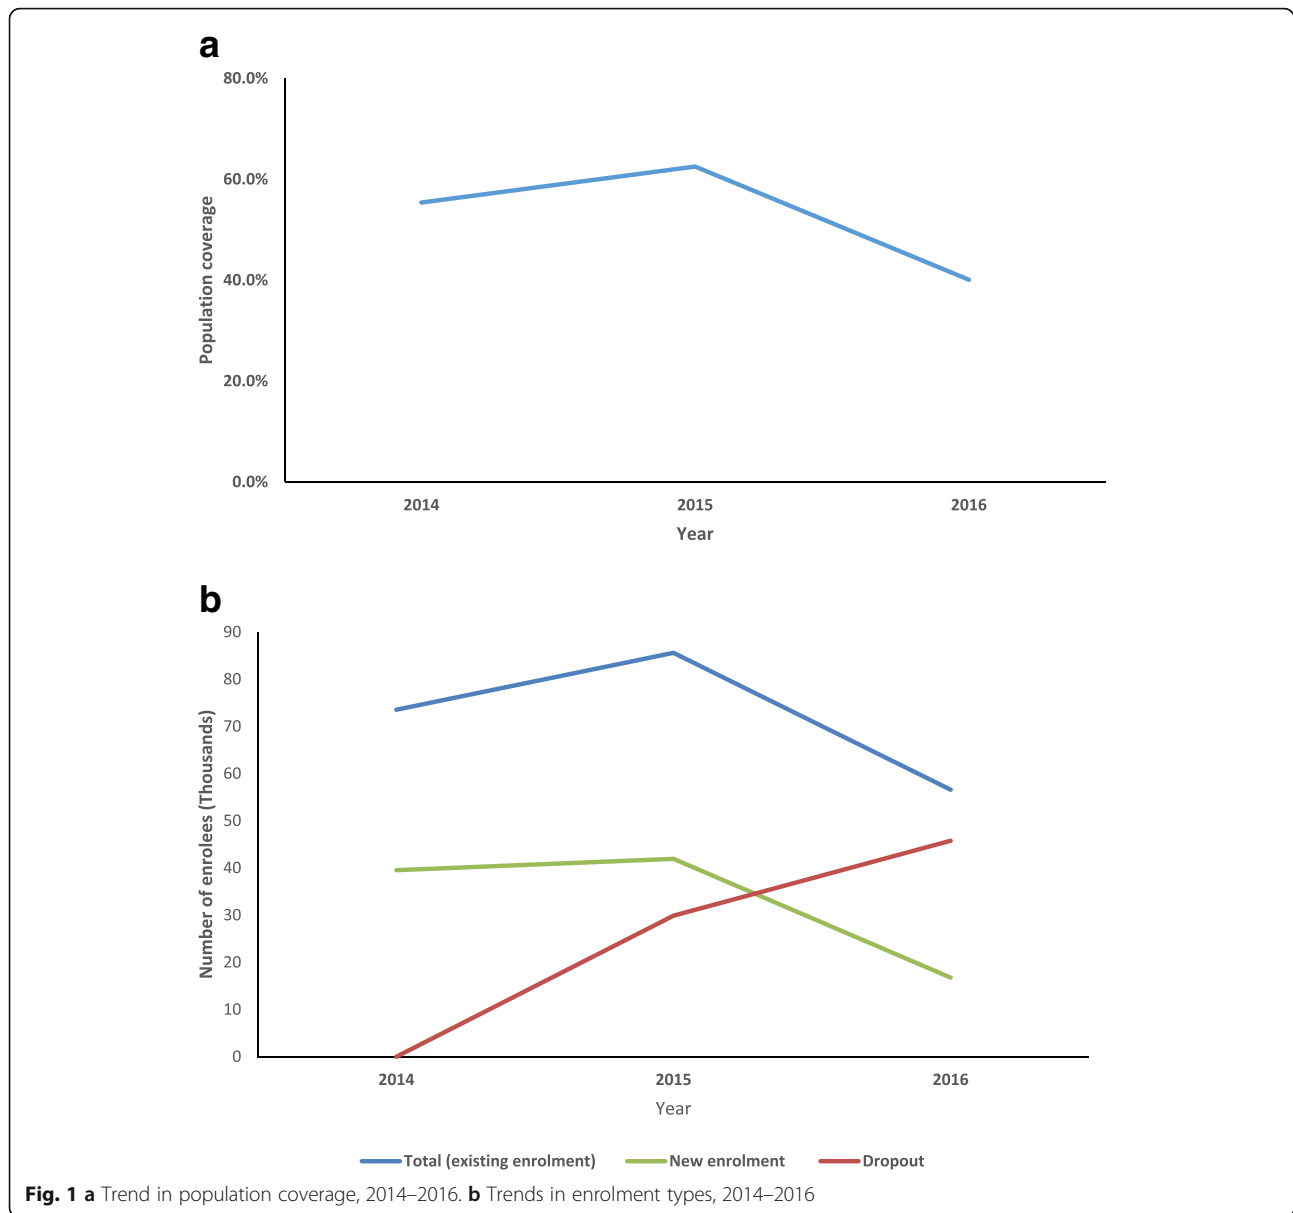 a
80.0%
60.0%
40.0%
20.0%
0.0%
Population coverage
2014 2015 2016
Year
b
90
80
70
60
50
40
30
20
10
0
Number of enrolees (Thousands)
2014 2015 2016
Year
Total (existing enrolment) New enrolment Dropout
Fig. 1 a Trend in population coverage, 2014–2016. b Trends in enrolment types, 2014–2016